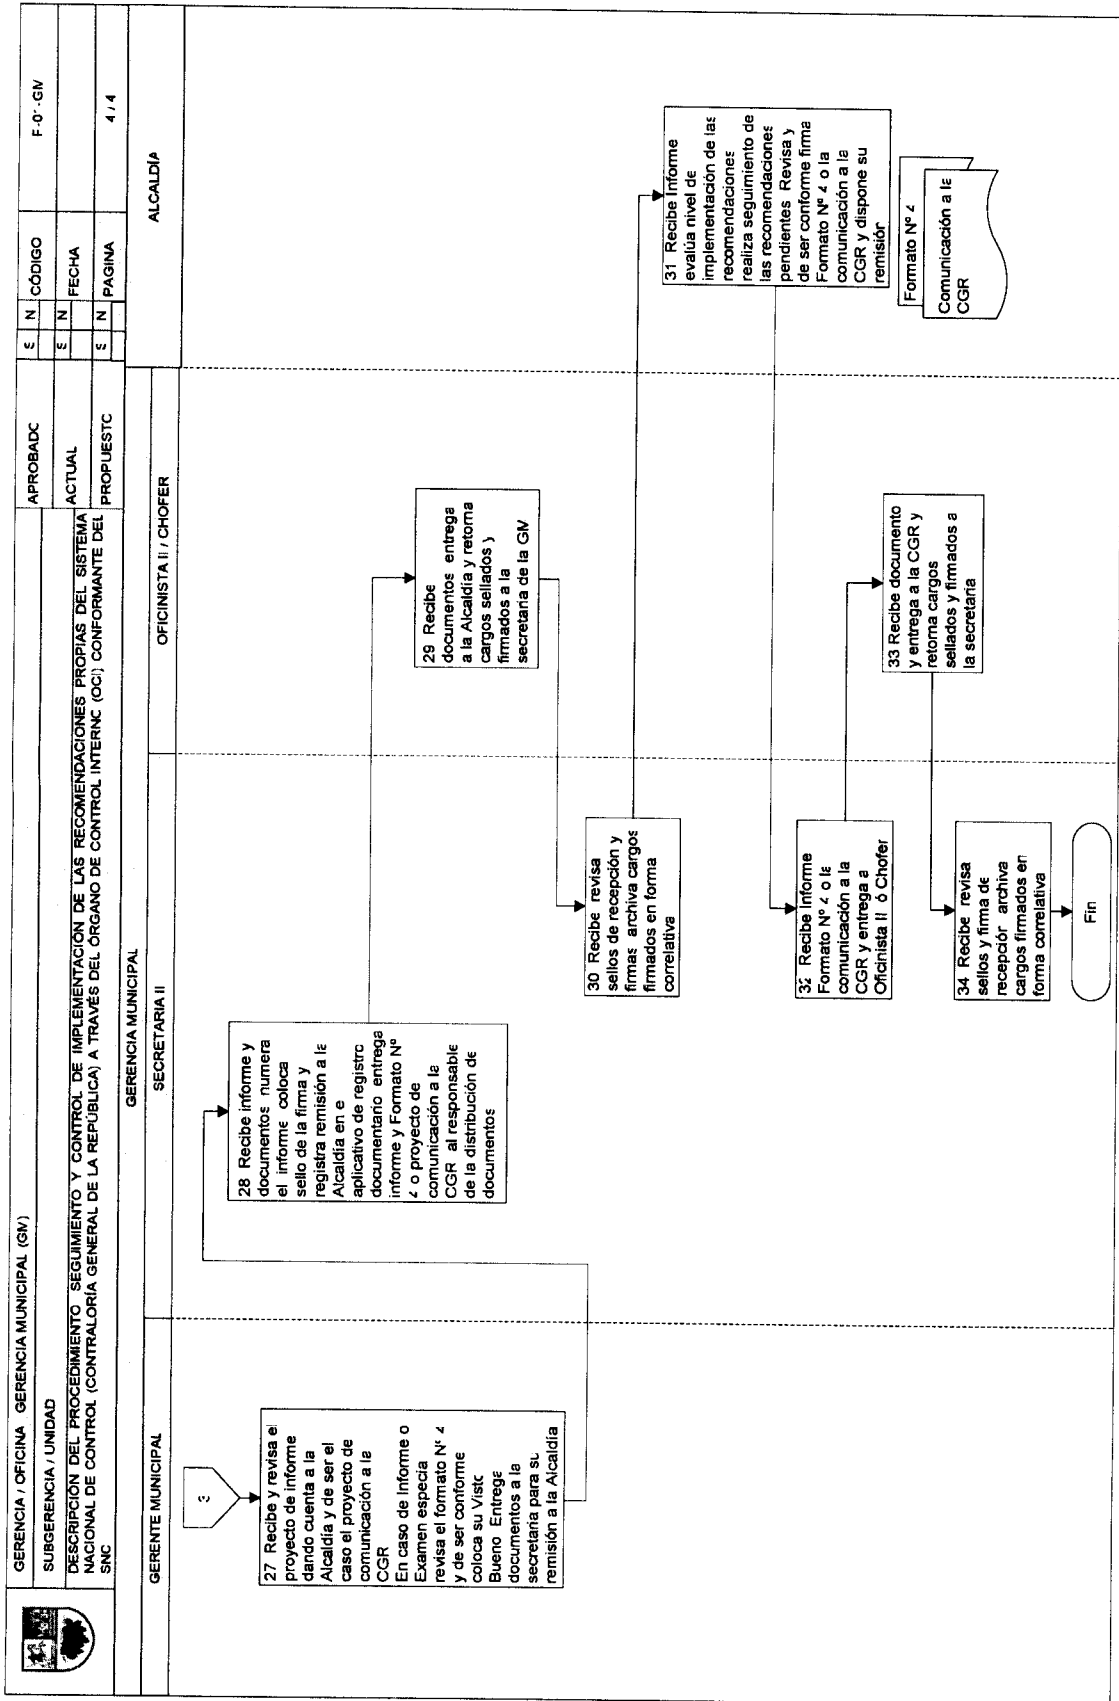 GERENCIA / OFICINA GERENCIA MUNICIPAL (GM)
SUBGERENCIA / UNIDAD
DESCRIPCIÓN DEL PROCEDIMIENTO SEGUIMIENTO Y CONTROL DE IMPLEMENTACIÓN DE LAS RECOMENDACIONES PROPIAS DEL SISTEMA
NACIONAL DE CONTROL (CONTRALORÍA GENERAL DE LA REPÚBLICA) A TRAVÉS DEL ÓRGANO DE CONTROL INTERNO (OCI) CONFORMANTE DEL
SNC
APROBADO
S N
CÓDIGO
F-01-GM
ACTUAL
S N
FECHA
PROPUESTO
S N
PAGINA
4 / 4
GERENCIA MUNICIPAL
ALCALDÍA
GERENTE MUNICIPAL
SECRETARIA II
OFICINISTA II / CHOFER
3
27 Recibe y revisa el
proyecto de informe
dando cuenta a la
Alcaldía y de ser el
caso el proyecto de
comunicación a la
CGR
En caso de Informe o
Examen especia
revisa el formato N° 4
y de ser conforme
coloca su Visto
Bueno Entrega
documentos a la
secretaria para su
remisión a la Alcaldía
28 Recibe informe y
documentos numera
el informe coloca
sello de la firma y
registra remisión a la
Alcaldía en e
aplicativo de registro
documentario entrega
informe y Formato N°
4 o proyecto de
comunicación a la
CGR al responsable
de la distribución de
documentos
29 Recibe
documentos entrega
a la Alcaldía y retorna
cargos sellados y
firmados a la
secretaria de la GM
30 Recibe revisa
sellos de recepción y
firmas archiva cargos
firmados en forma
correlativa
31 Recibe Informe
evalúa nivel de
implementación de las
recomendaciones
realiza seguimiento de
las recomendaciones
pendientes Revisa y
de ser conforme firma
Formato N° 4 o la
comunicación a la
CGR y dispone su
remisión
Formato N° 4
Comunicación a la
CGR
32 Recibe Informe
Formato N° 4 o la
comunicación a la
CGR y entrega a
Oficinista II ó Chofer
33 Recibe documento
y entrega a la CGR y
retorna cargos
sellados y firmados a
la secretaria
34 Recibe revisa
sellos y firma de
recepción archiva
cargos firmados en
forma correlativa
Fin